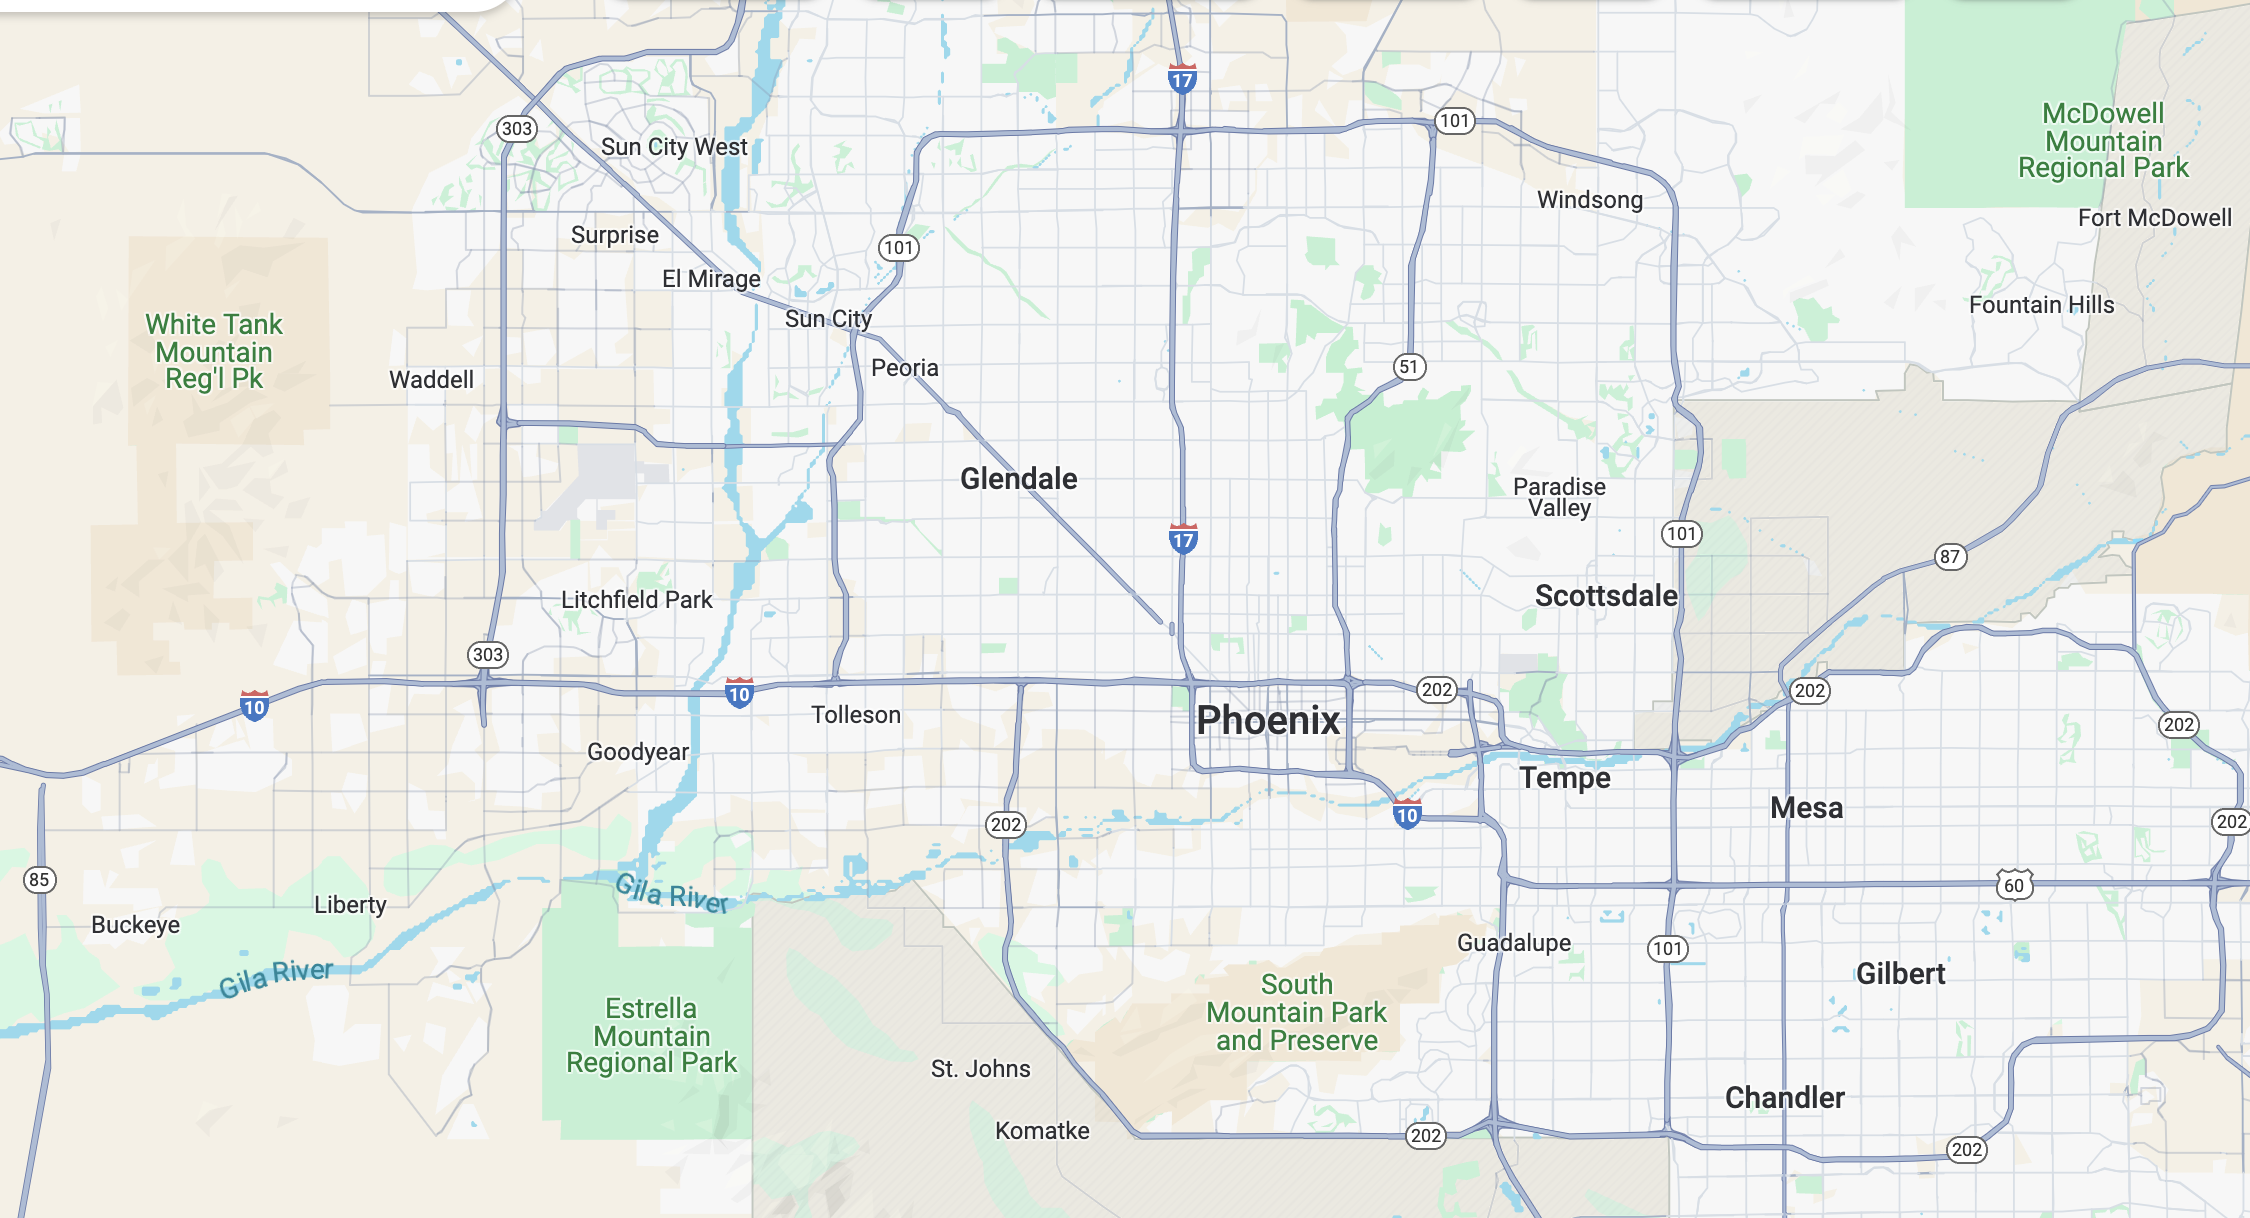 17
McDowell
Mountain
Regional Park
303
101
Sun City West
Windsong
Fort McDowell
Surprise
101
El Mirage
Fountain Hills
Sun City
White Tank
Mountain
Reg'l Pk
Peoria
51
Waddell
Glendale
Paradise
Valley
101
17
87
Scottsdale
Litchfield Park
303
10
10
202
202
Tolleson
Phoenix
202
Goodyear
Tempe
Mesa
10
202
202
85
60
Gila River
Liberty
Buckeye
Guadalupe
101
Gila River
Gilbert
South
Mountain Park
and Preserve
Estrella
Mountain
Regional Park
St. Johns
Chandler
Komatke
202
202